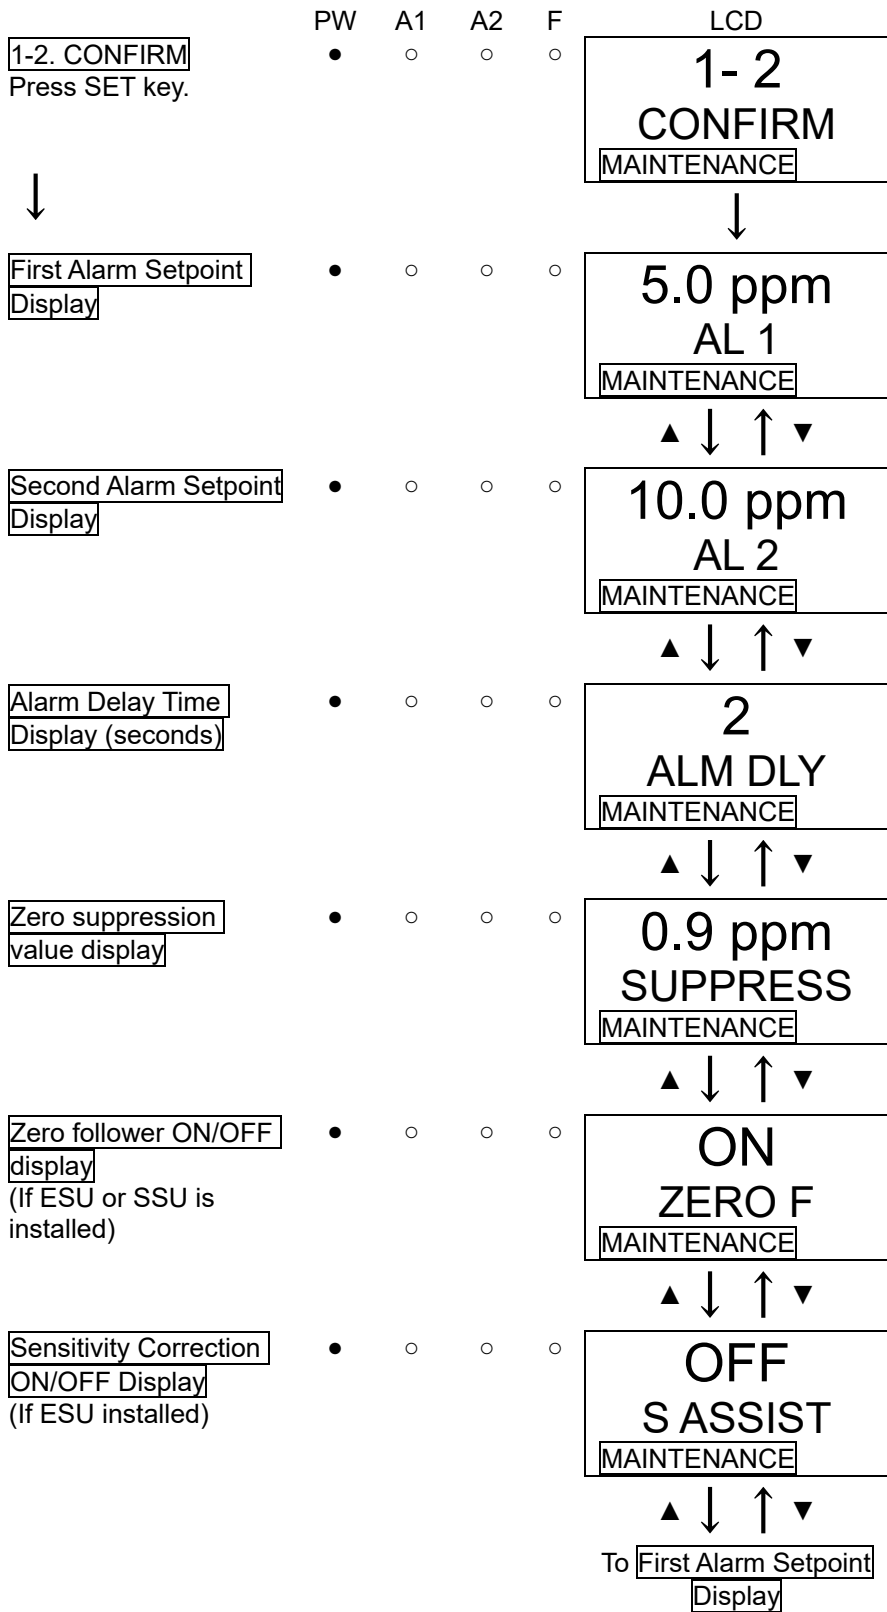 PW A1 A2 F LCD
1-2. CONFIRM ● ○ ○ ○ 1- 2
Press SET key. CONFIRM
MAINTENANCE
↓ ↓
First Alarm Setpoint ● ○ ○ ○ 5.0 ppm
Display AL 1
MAINTENANCE
▲ ↓ ↑ ▼
Second Alarm Setpoint ● ○ ○ ○ 10.0 ppm
Display AL 2
MAINTENANCE
▲ ↓ ↑ ▼
Alarm Delay Time ● ○ ○ ○ 2
Display (seconds) ALM DLY
MAINTENANCE
▲ ↓ ↑ ▼
Zero suppression ● ○ ○ ○ 0.9 ppm
value display SUPPRESS
MAINTENANCE
▲ ↓ ↑ ▼
Zero follower ON/OFF ● ○ ○ ○ ON
display
(If ESU or SSU is ZERO F
installed) MAINTENANCE
▲ ↓ ↑ ▼
Sensitivity Correction ● ○ ○ ○ OFF
ON/OFF Display
(If ESU installed) S ASSIST
MAINTENANCE
▲ ↓ ↑ ▼
To First Alarm Setpoint
Display